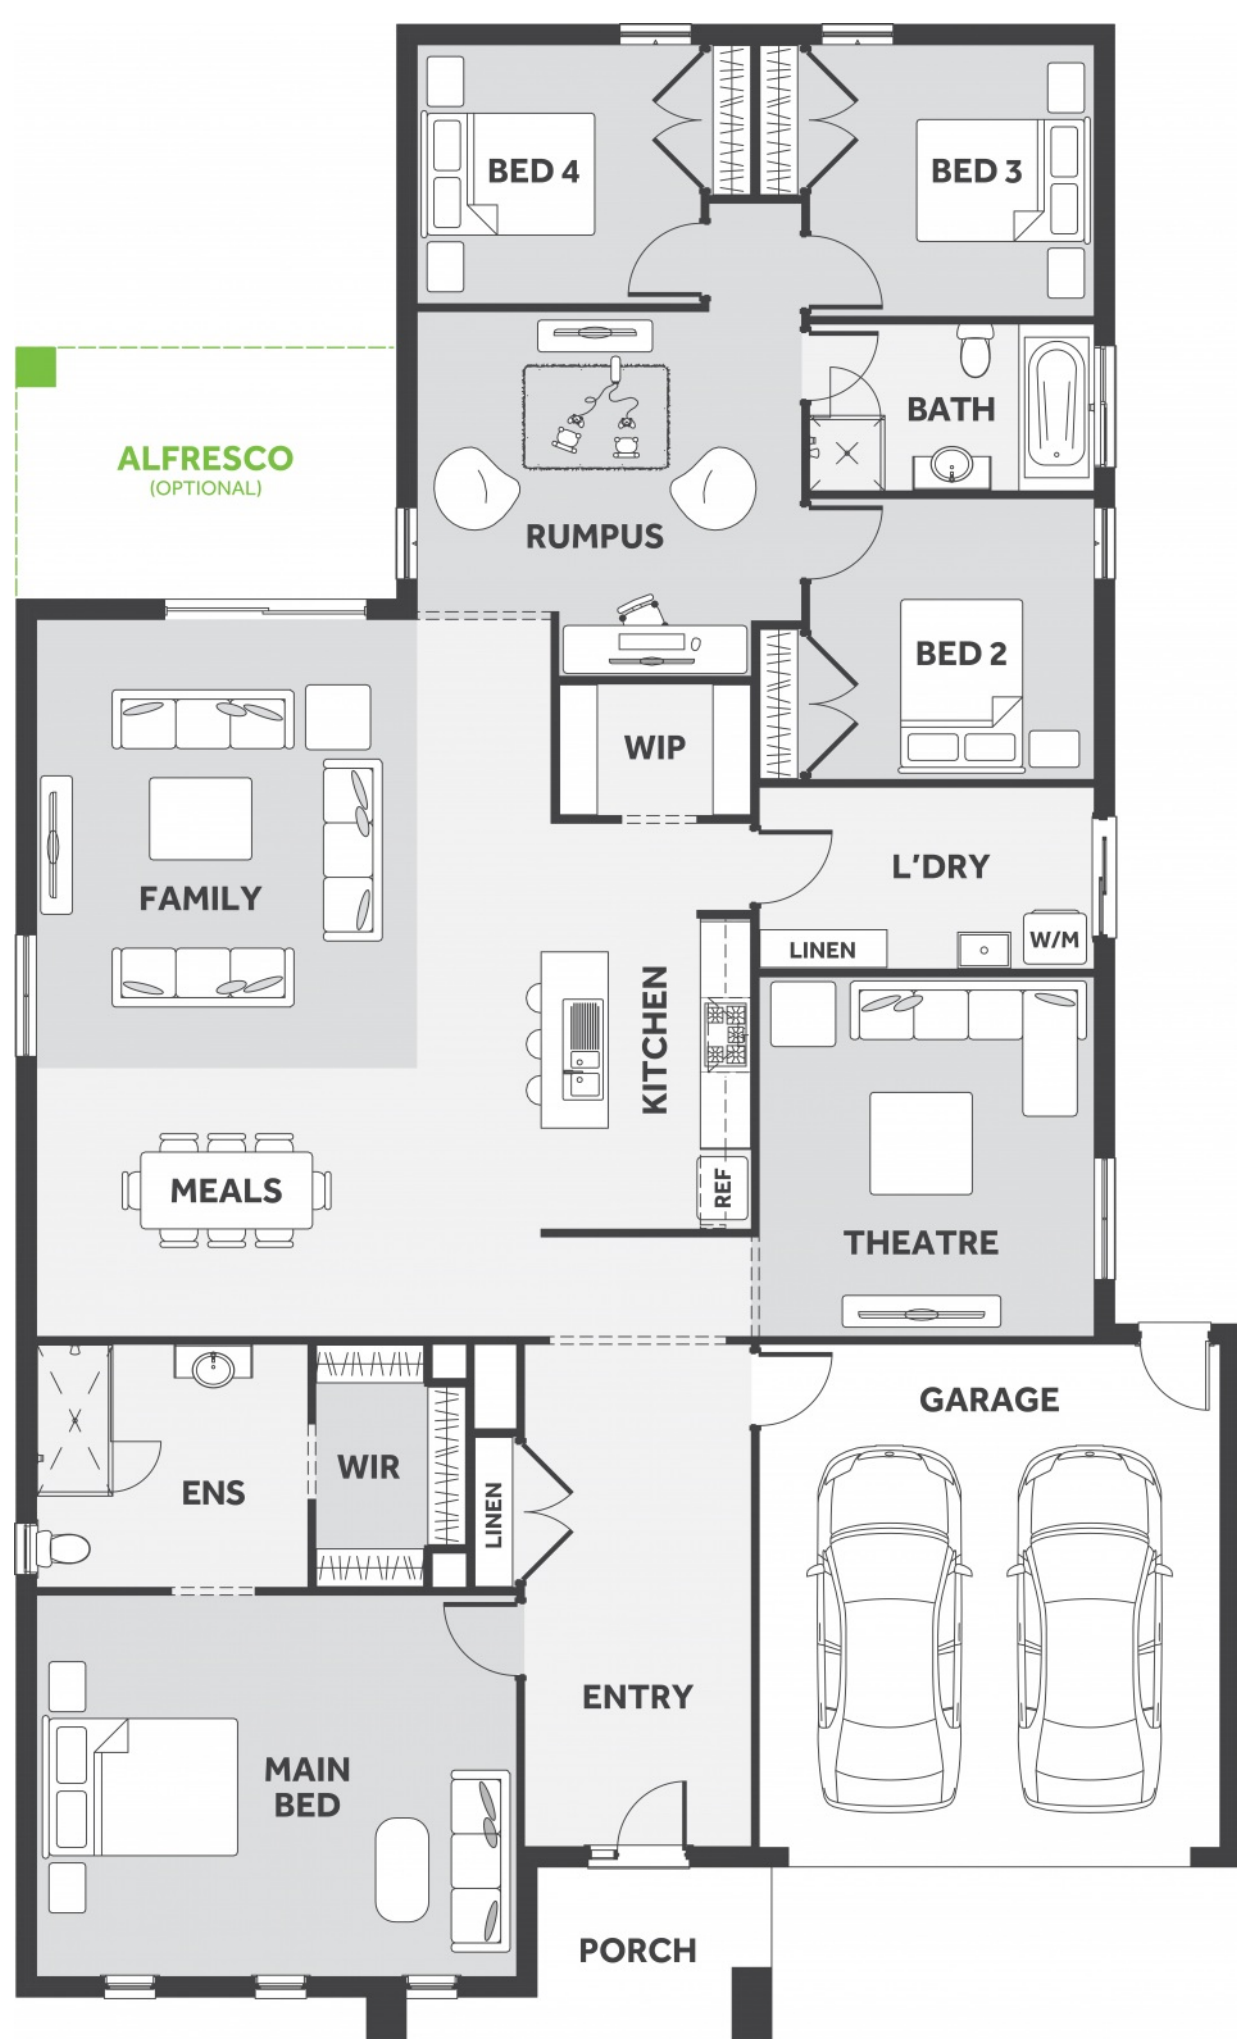 BED 4
BED 3
BATH
ALFRESCO
(OPTIONAL)
RUMPUS
BED 2
WIP
L'DRY
FAMILY
LINEN
W/M
KITCHEN
MEALS
REF
THEATRE
GARAGE
WIR
ENS
LINEN
ENTRY
MAIN
BED
PORCH